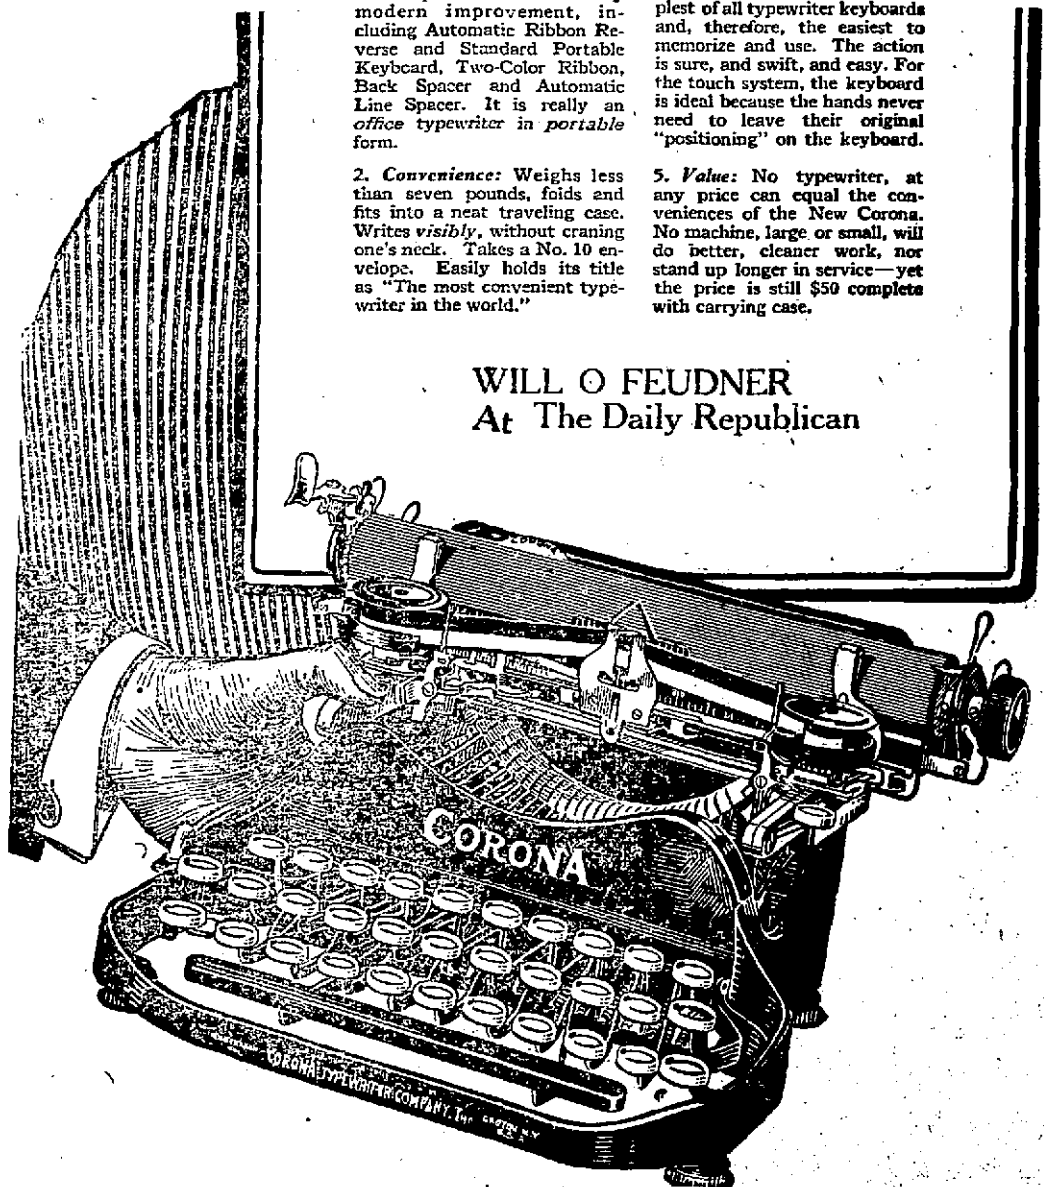 modern improvement, in-
cluding Automatic Ribbon Re-
verse and Standard Portable
Keyboard, Two-Color Ribbon,
Back Spacer and Automatic
Line Spacer. It is really an
office typewriter in portable
form.
2. Convenience: Weighs less
than seven pounds, folds and
fits into a neat traveling case.
Writes visibly, without craning
one's neck. Takes a No. 10 en-
velope. Easily holds its title
as "The most convenient type-
writer in the world."
plest of all typewriter keyboards
and, therefore, the easiest to
memorize and use. The action
is sure, and swift, and easy. For
the touch system, the keyboard
is ideal because the hands never
need to leave their original
"positioning" on the keyboard.
5. Value: No typewriter, at
any price can equal the con-
veniences of the New Corona.
No machine, large or small, will
do better, cleaner work, nor
stand up longer in service—yet
the price is still $50 complete
with carrying case.
WILL O FEUDNER
At The Daily Republican
CORONA
CORONA
CORONA TYPEWRITER COMPANY, Inc
GROTON N.Y.
U.S.A